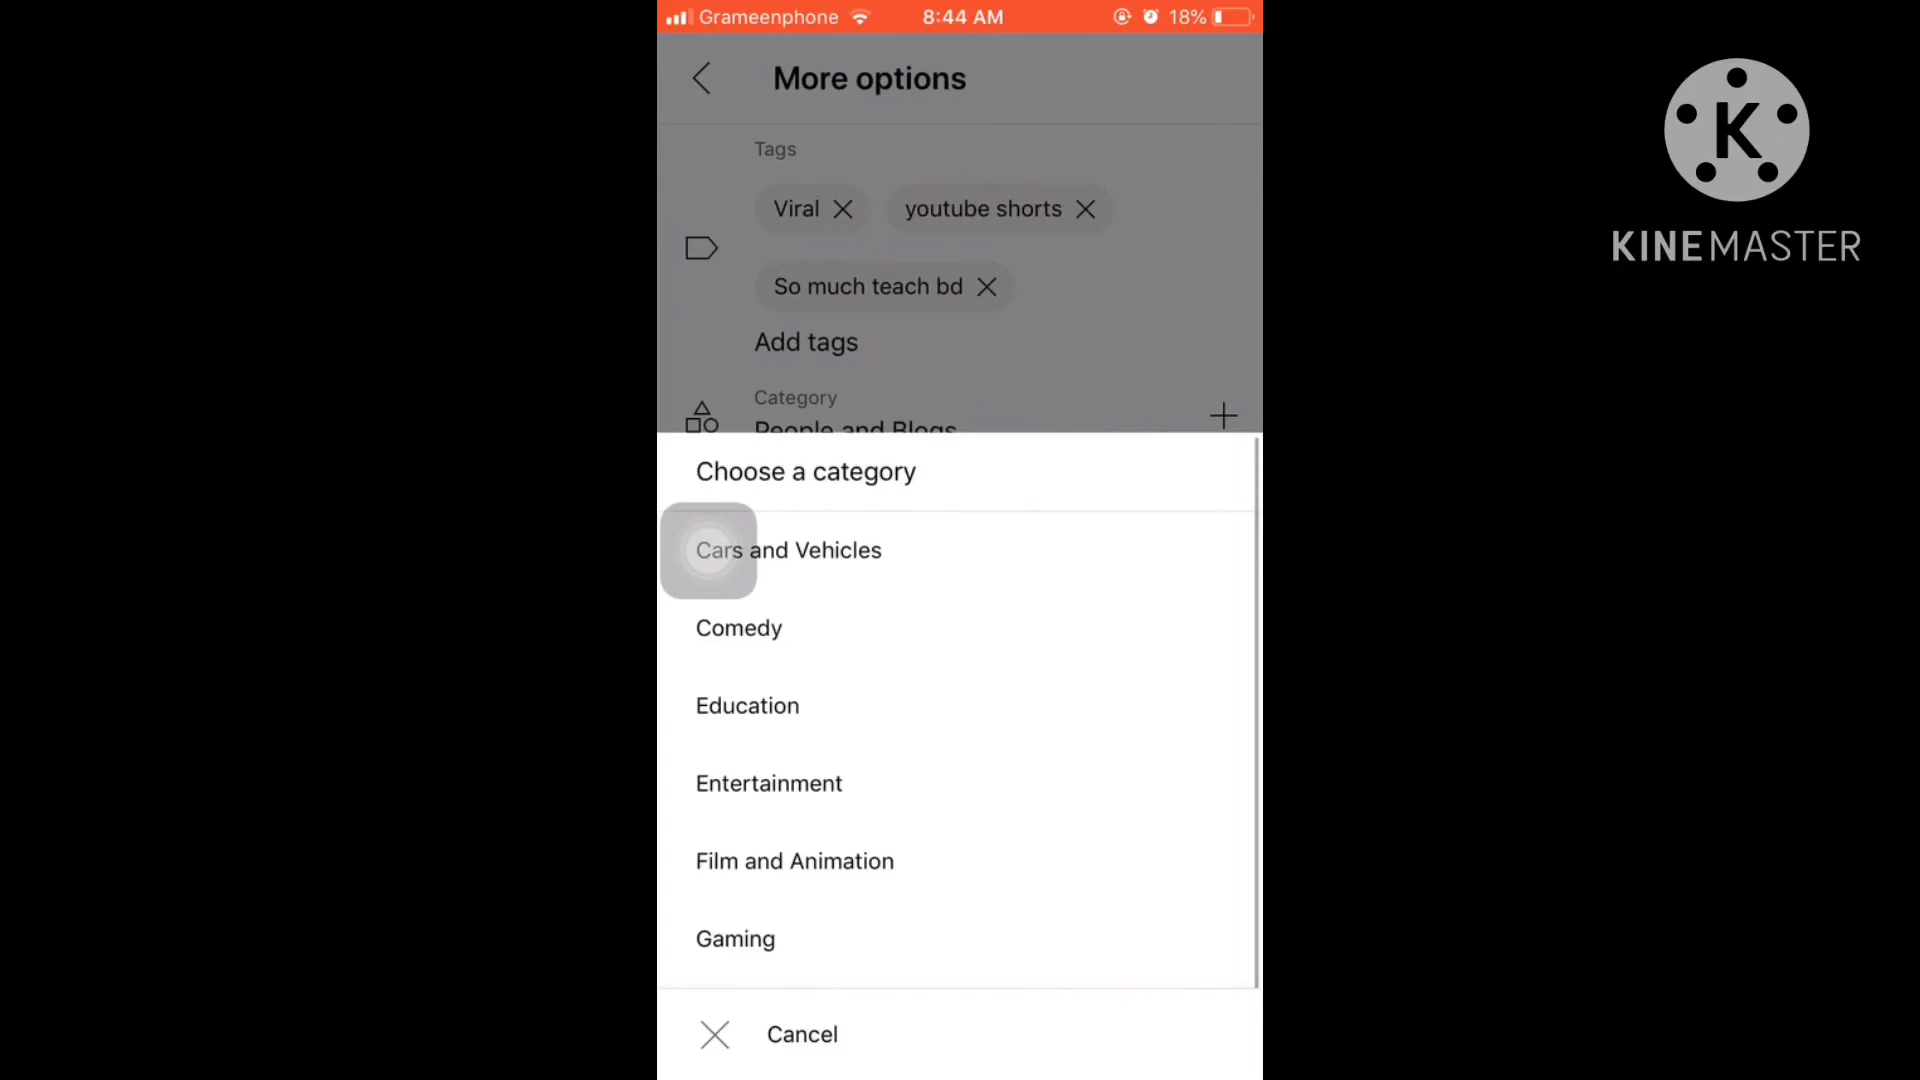 Grameenphone 8:44 AM 18%
More options
Tags
Viral youtube shorts
So much teach bd
Add tags
Category
People and Blogs
Choose a category
Cars and Vehicles
Comedy
Education
Entertainment
Film and Animation
Gaming
Cancel
K
KINEMASTER